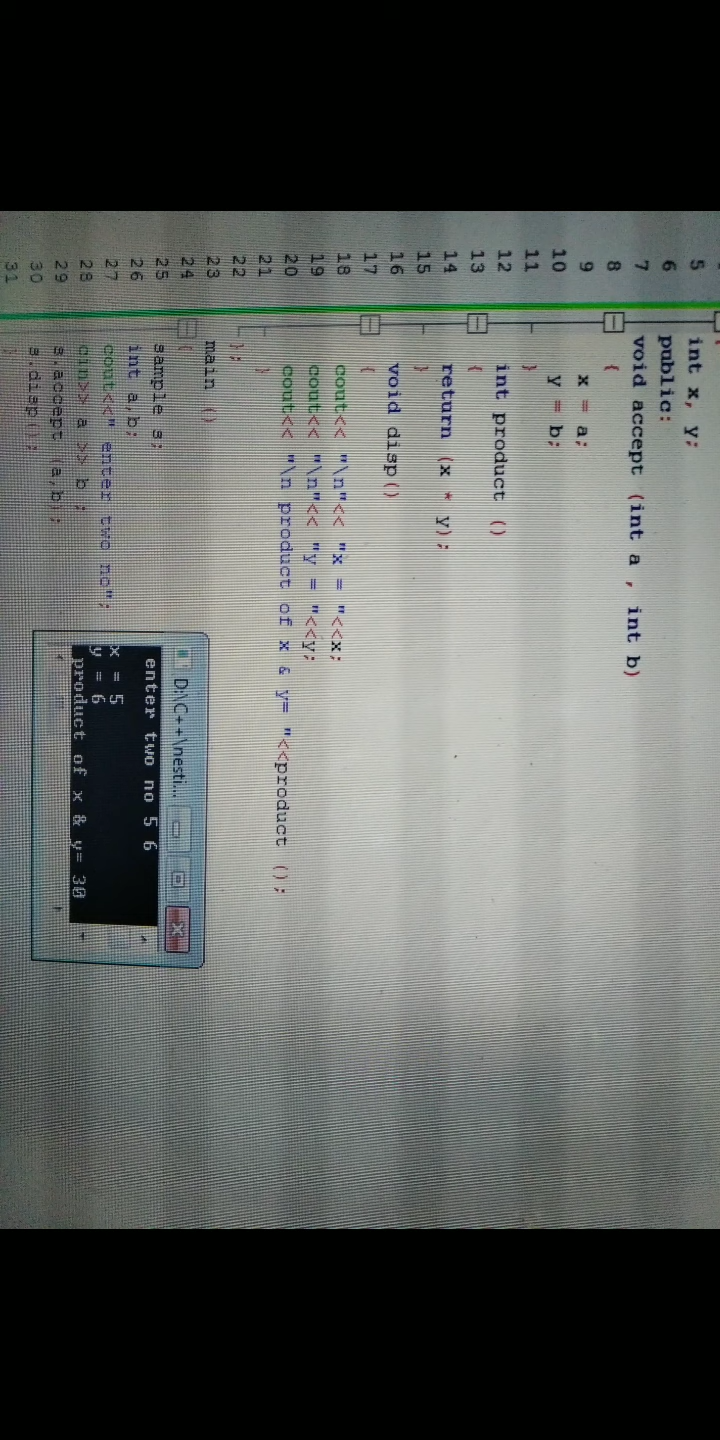 5 int x, y;
6 public:
7 void accept (int a , int b)
8 {
9 x = a;
10 y = b;
11 }
12 int product ()
13 {
14 return (x * y);
15 }
16 void disp()
17 {
18 cout<< "\n"<< "x = "<<x;
19 cout<< "\n"<< "y = "<<y;
20 cout<< "\n product of x & y= "<<product ();
21 }
22 };
23 main ()
24 {
25 sample s;
26 int a,b;
27 cout<<" enter two no";
28 cin>> a >> b ;
29 s.accept (a,b);
30 s.disp();
31 }
D:\C++\nesti...
enter two no 5 6
x = 5
y = 6
product of x & y= 30